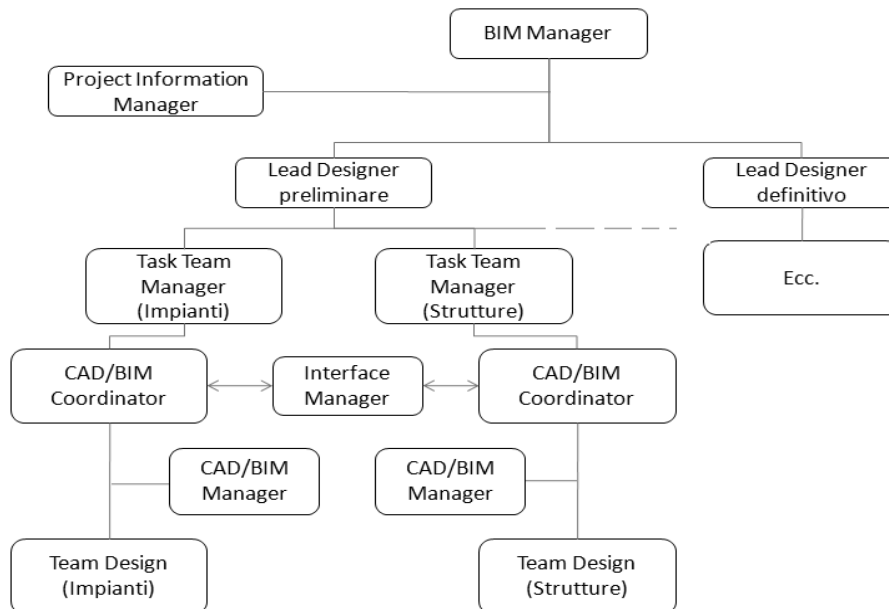 BIM Manager
Project Information
Manager
Lead Designer
preliminare
Lead Designer
definitivo
Task Team
Manager
(Impianti)
Task Team
Manager
(Strutture)
Ecc.
CAD/BIM
Coordinator
Interface
Manager
CAD/BIM
Coordinator
CAD/BIM
Manager
CAD/BIM
Manager
Team Design
(Impianti)
Team Design
(Strutture)